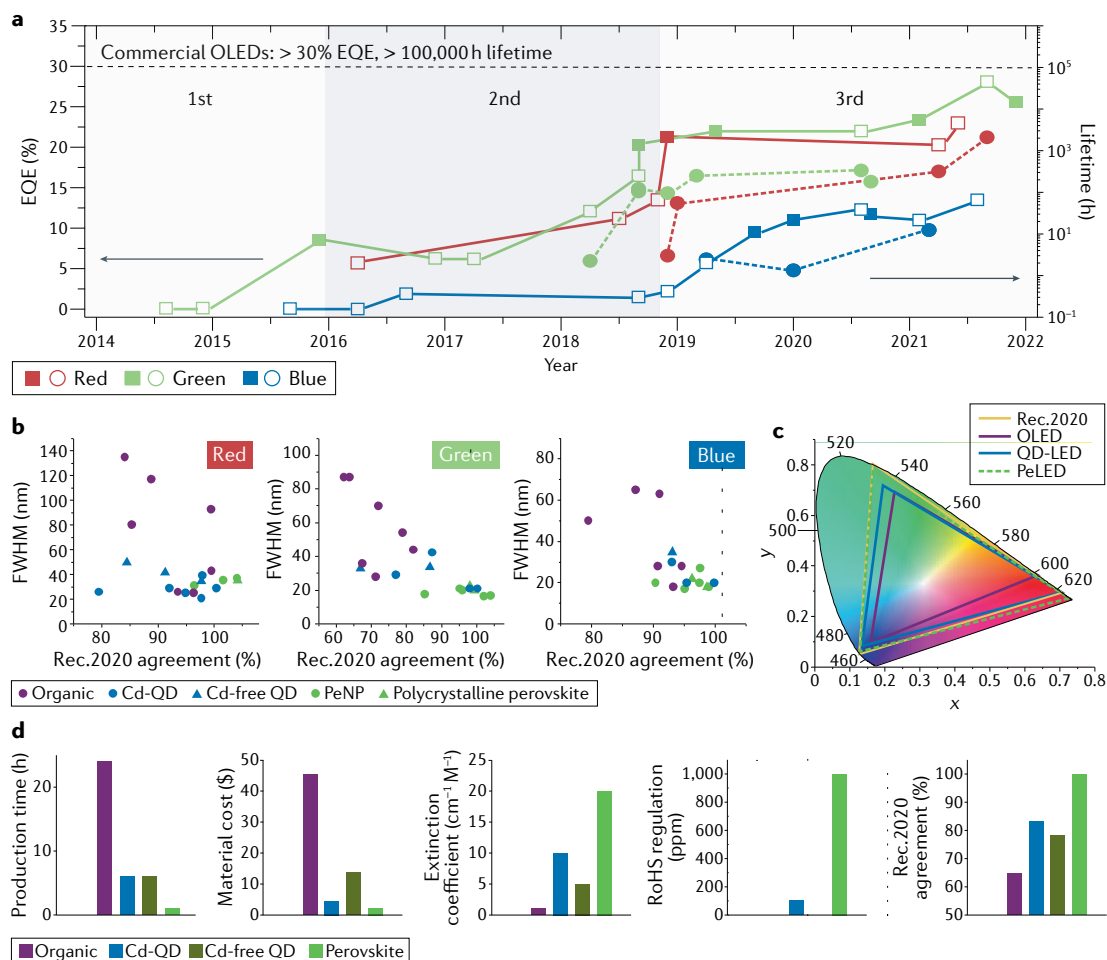 a
35
30
25
20
15
10
5
0
EQE (%)
Commercial OLEDs: > 30% EQE, > 100,000 h lifetime
1st
2nd
3rd
10⁵
10³
10¹
10⁻¹
Lifetime (h)
2014 2015 2016 2017 2018 2019 2020 2021 2022
Year
Red Green Blue
b
Red
140
120
100
80
60
40
20
0
FWHM (nm)
80 90 100
Rec.2020 agreement (%)
Green
100
80
60
40
20
0
FWHM (nm)
60 70 80 90 100
Rec.2020 agreement (%)
Blue
80
60
40
20
0
FWHM (nm)
80 90 100
Rec.2020 agreement (%)
Organic Cd-QD Cd-free QD PeNP Polycrystalline perovskite
c
Rec.2020
OLED
QD-LED
PeLED
520
540
560
580
600
620
500
480
460
0.8
0.6
0.4
0.2
0
y
0 0.1 0.2 0.3 0.4 0.5 0.6 0.7 0.8
x
d
Production time (h)
20
10
0
Material cost ($)
50
40
30
20
10
0
Extinction
coefficient (cm⁻¹ M⁻¹)
25
20
15
10
5
0
RoHS regulation
(ppm)
1,000
800
600
400
200
0
Rec.2020
agreement (%)
100
90
80
70
60
50
Organic Cd-QD Cd-free QD Perovskite